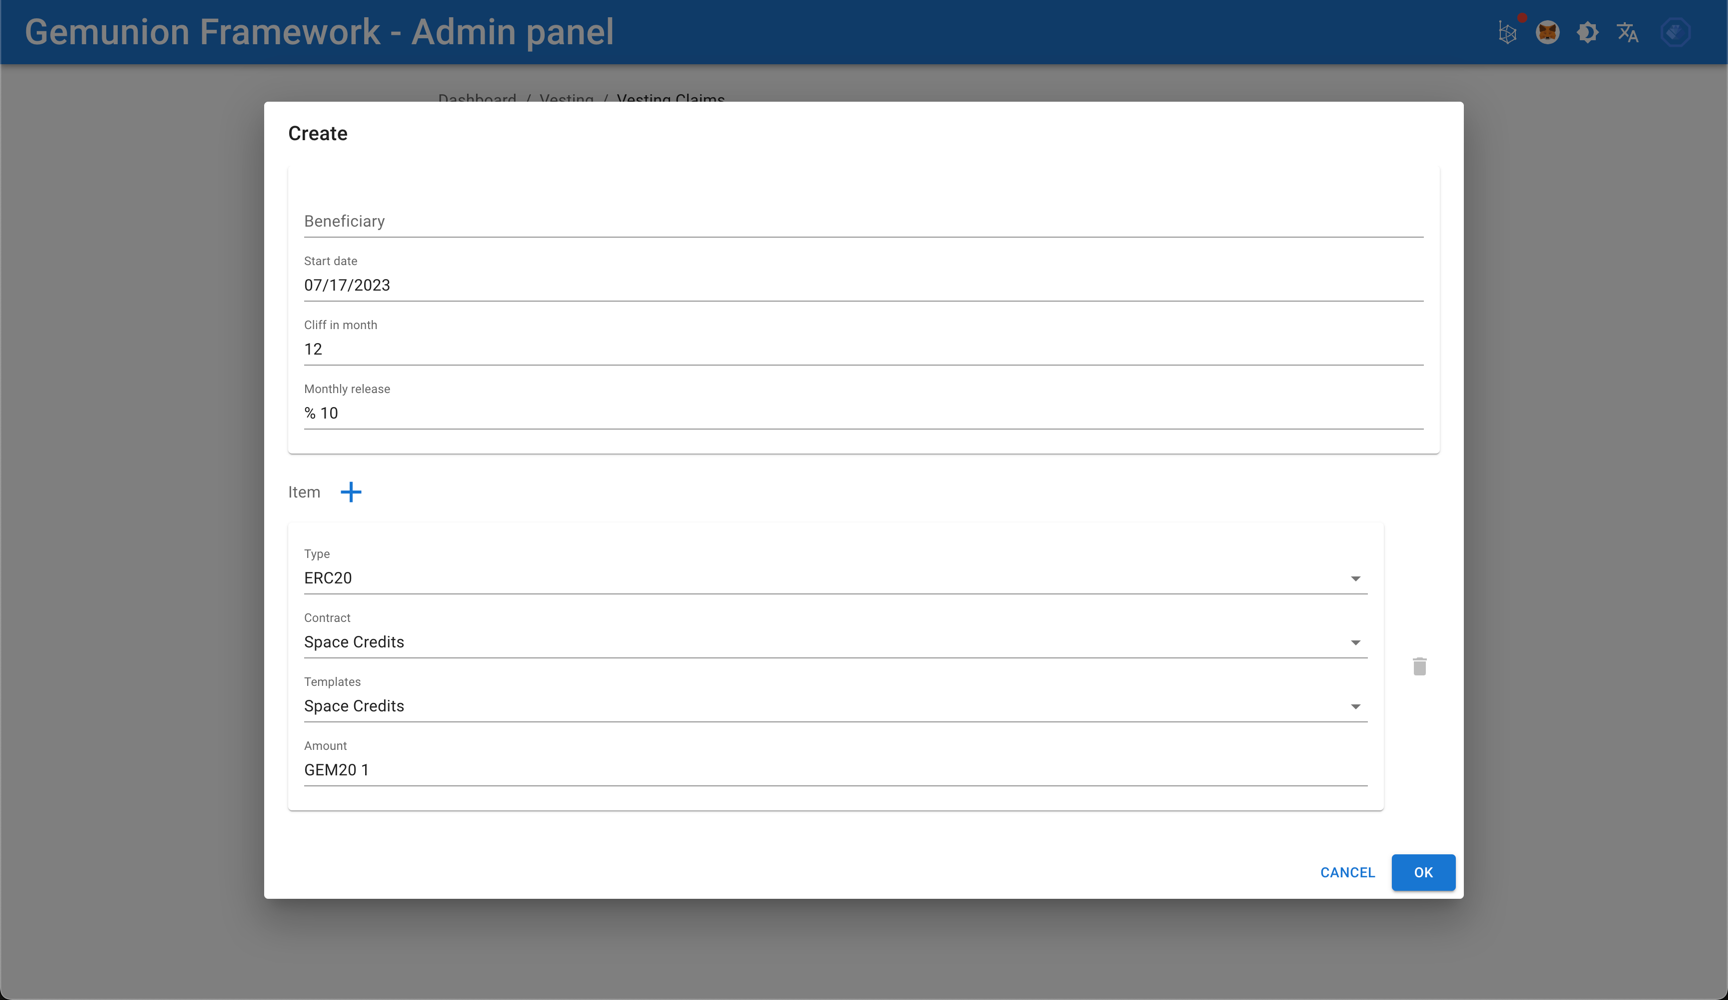 Gemunion Framework - Admin panel
Dashboard / Vesting / Vesting Claims
Create
Beneficiary
Start date
07/17/2023
Cliff in month
12
Monthly release
% 10
Item
Type
ERC20
Contract
Space Credits
Templates
Space Credits
Amount
GEM20 1
CANCEL
OK